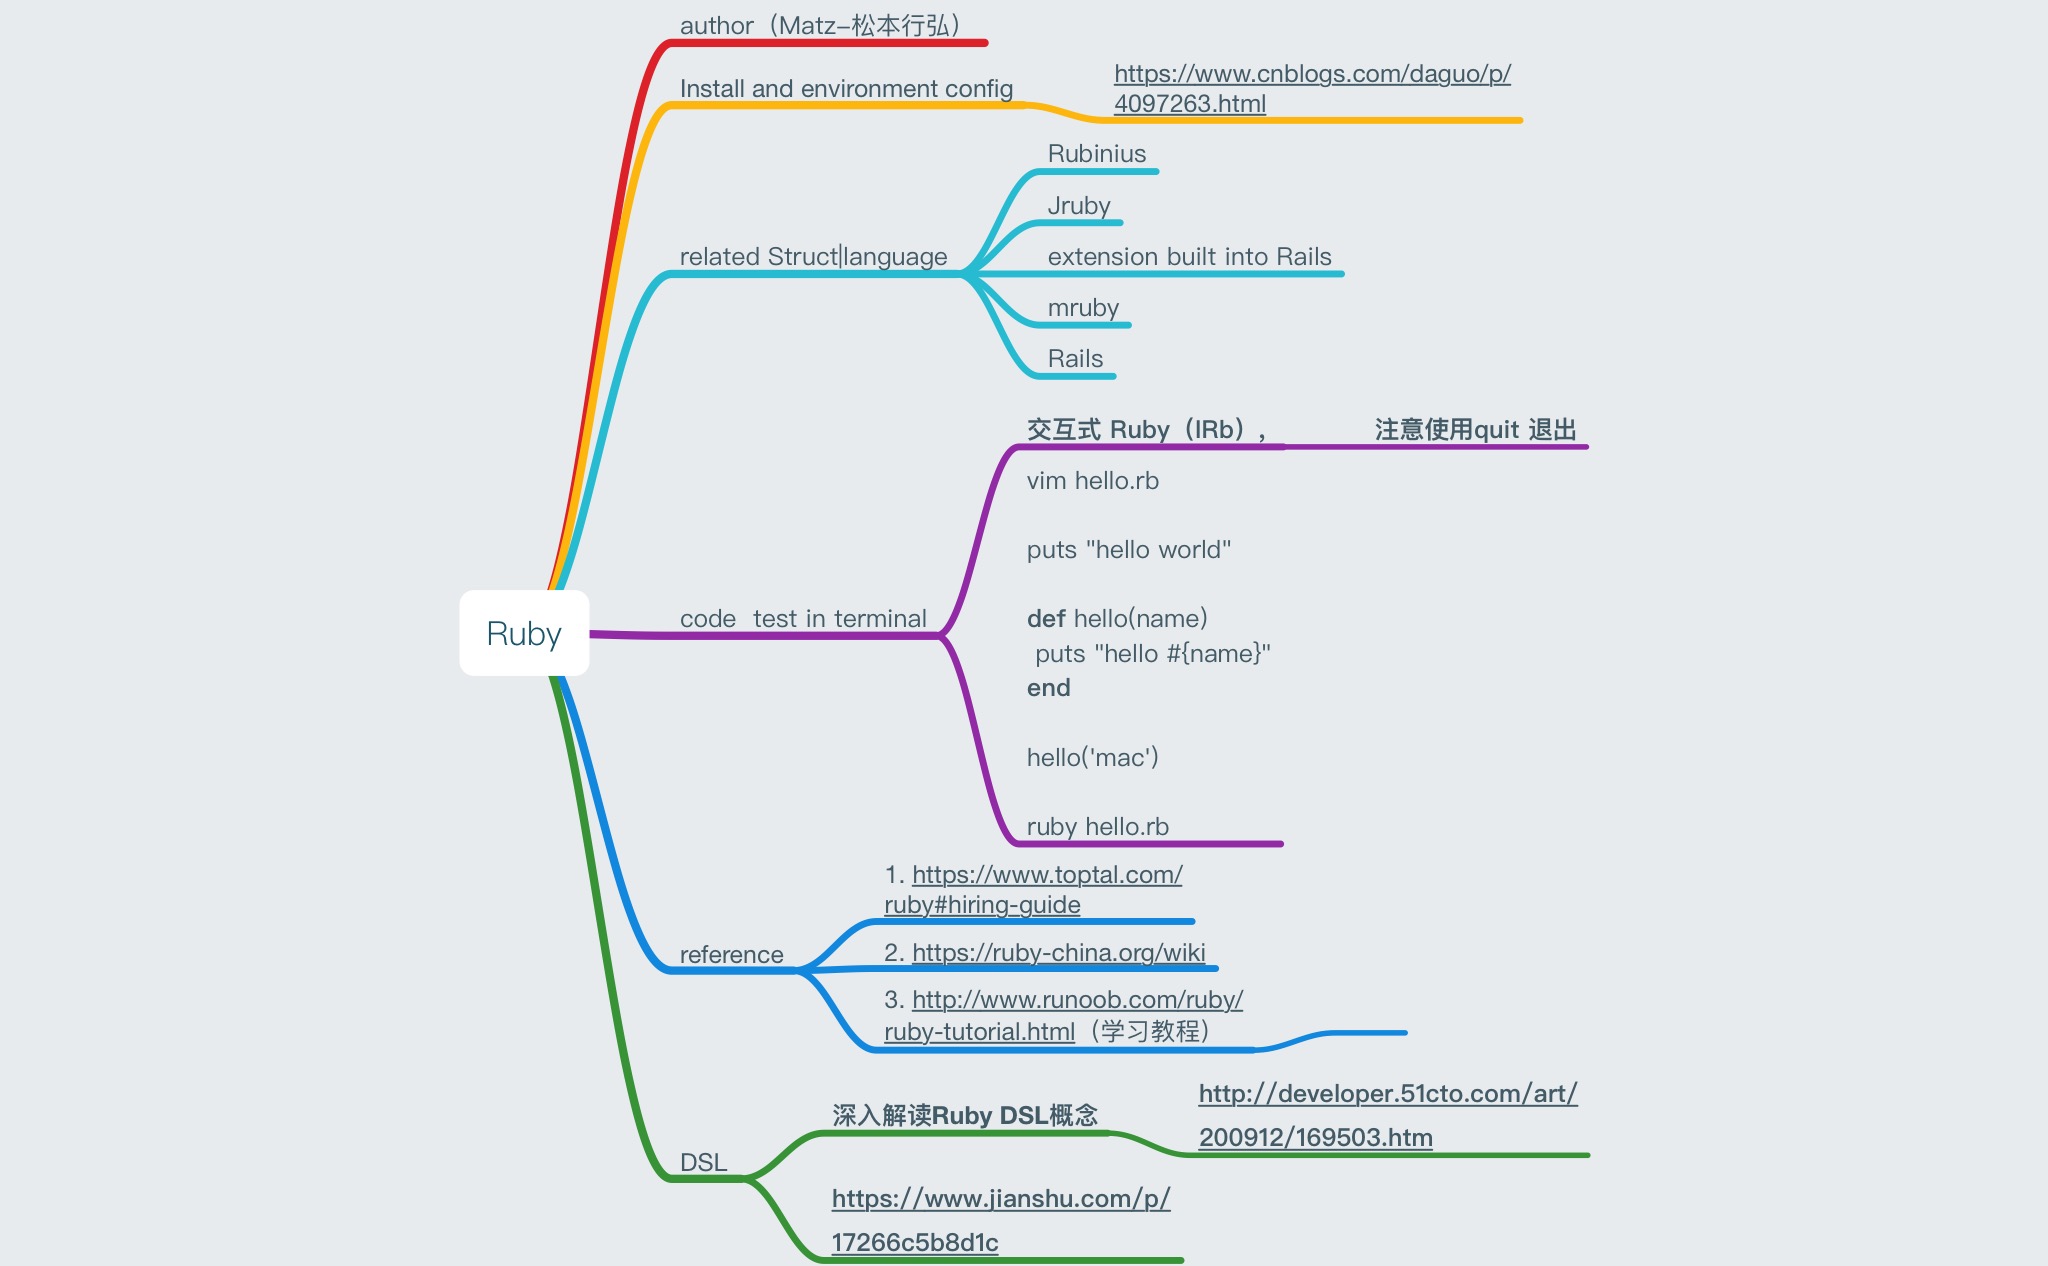 author（Matz-松本行弘）
Install and environment config
https://www.cnblogs.com/daguo/p/
4097263.html
related Struct|language
Rubinius
Jruby
extension built into Rails
mruby
Rails
Ruby
code  test in terminal
交互式 Ruby（IRb），
注意使用quit 退出
vim hello.rb
puts "hello world"
def hello(name)
 puts "hello #{name}"
end
hello('mac')
ruby hello.rb
reference
1. https://www.toptal.com/
ruby#hiring-guide
2. https://ruby-china.org/wiki
3. http://www.runoob.com/ruby/
ruby-tutorial.html（学习教程）
DSL
深入解读Ruby DSL概念
http://developer.51cto.com/art/
200912/169503.htm
https://www.jianshu.com/p/
17266c5b8d1c